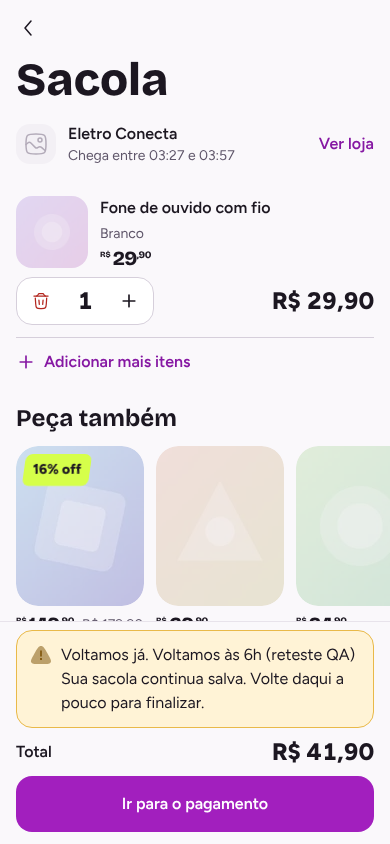 Sacola
Eletro Conecta
Chega entre 03:27 e 03:57
Ver loja
Fone de ouvido com fio
Branco
R$ 29,90
1
R$ 29,90
Adicionar mais itens
Peça também
16% off
Voltamos já. Voltamos às 6h (reteste QA)
Sua sacola continua salva. Volte daqui a
pouco para finalizar.
Total
R$ 41,90
Ir para o pagamento